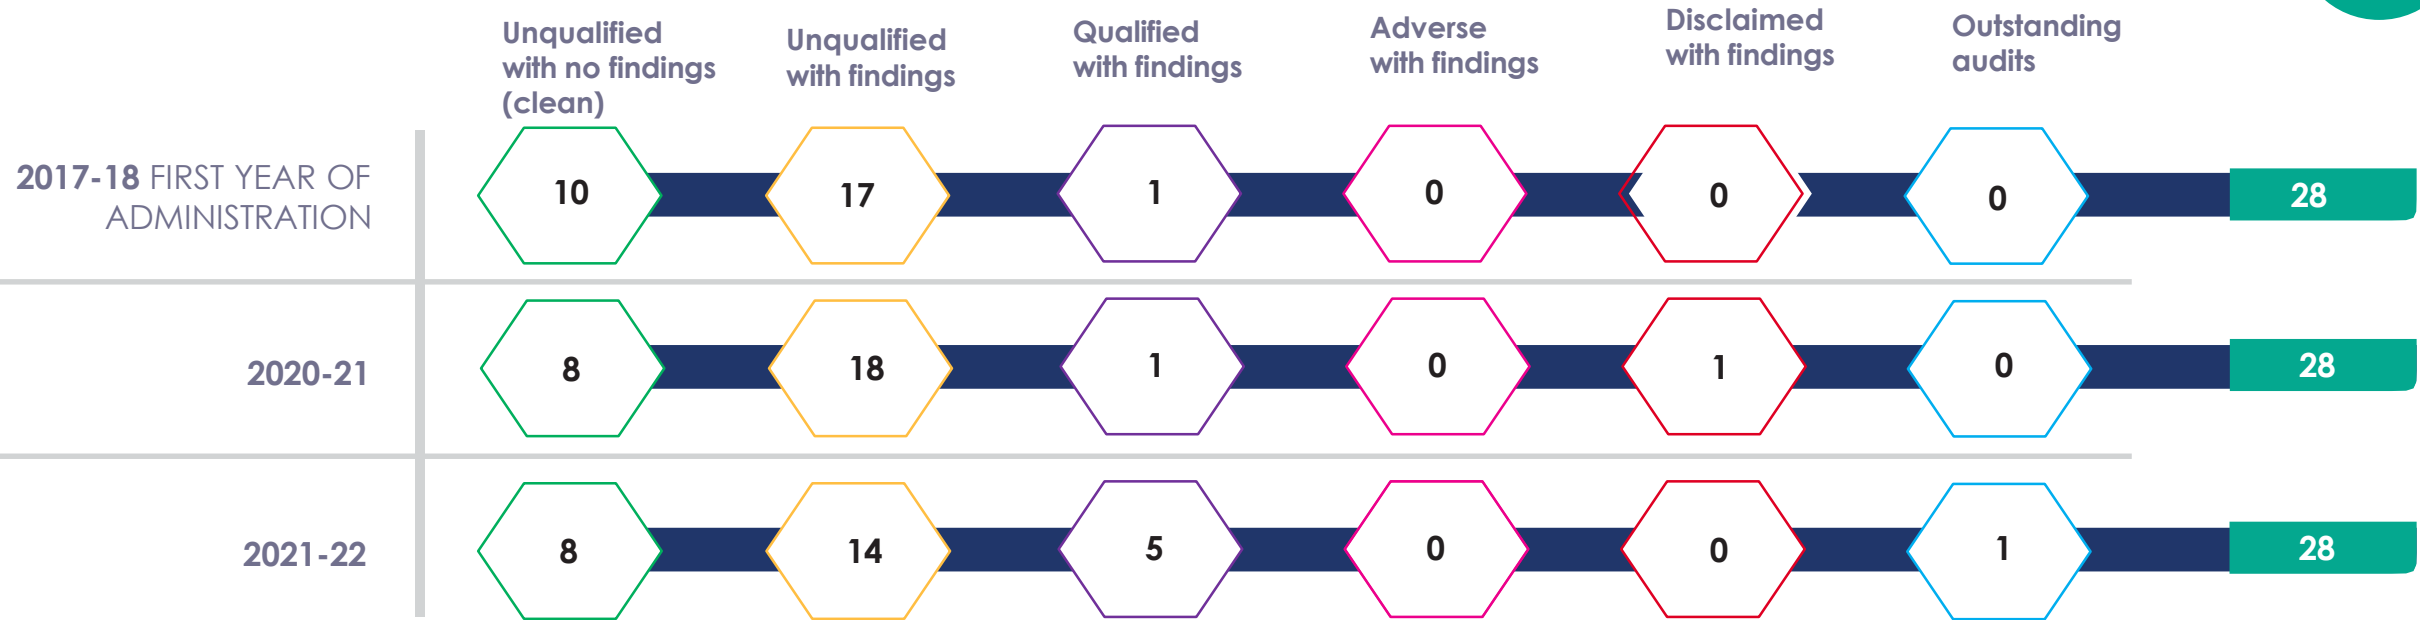 Unqualified
with no findings
(clean)
Unqualified
with findings
Qualified
with findings
Adverse
with findings
Disclaimed
with findings
Outstanding
audits
2017-18 FIRST YEAR OF
ADMINISTRATION
10
17
1
0
0
0
28
2020-21
8
18
1
0
1
0
28
2021-22
8
14
5
0
0
1
28